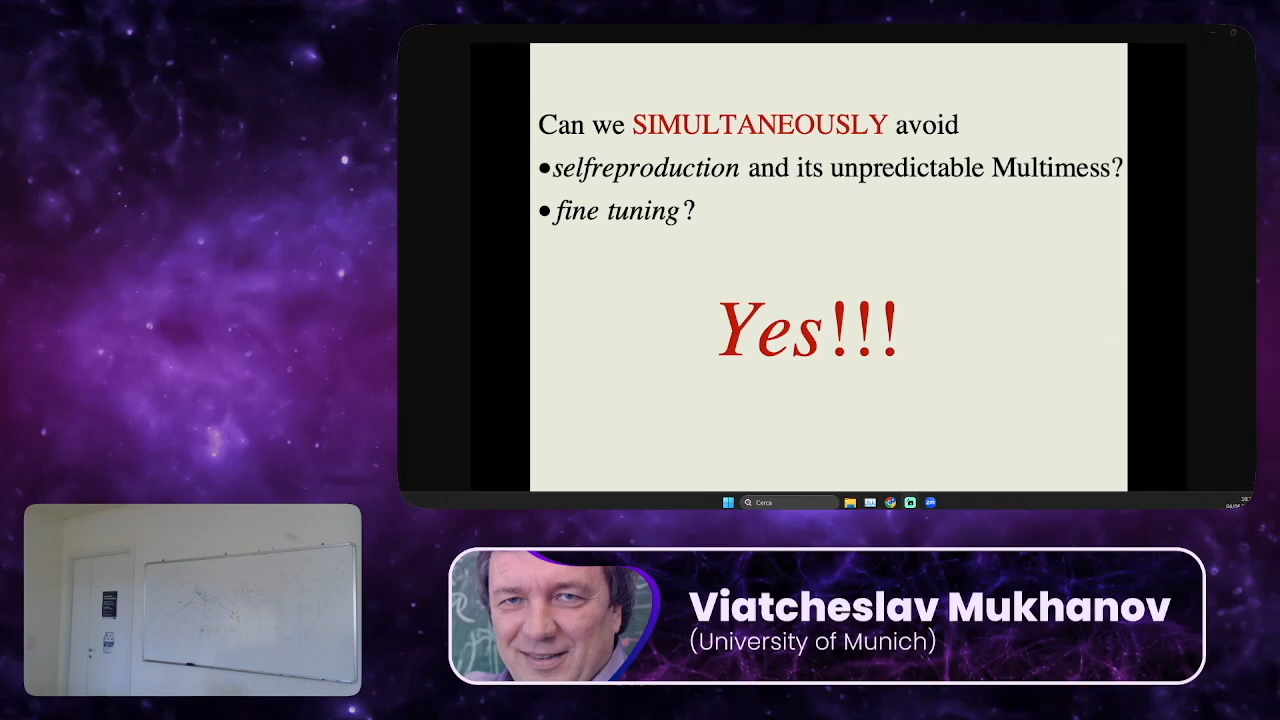 Can we SIMULTANEOUSLY avoid
•selfreproduction and its unpredictable Multimess?
• fine tuning?
Yes!!!
Cerca
Viatcheslav Mukhanov
(University of Munich)